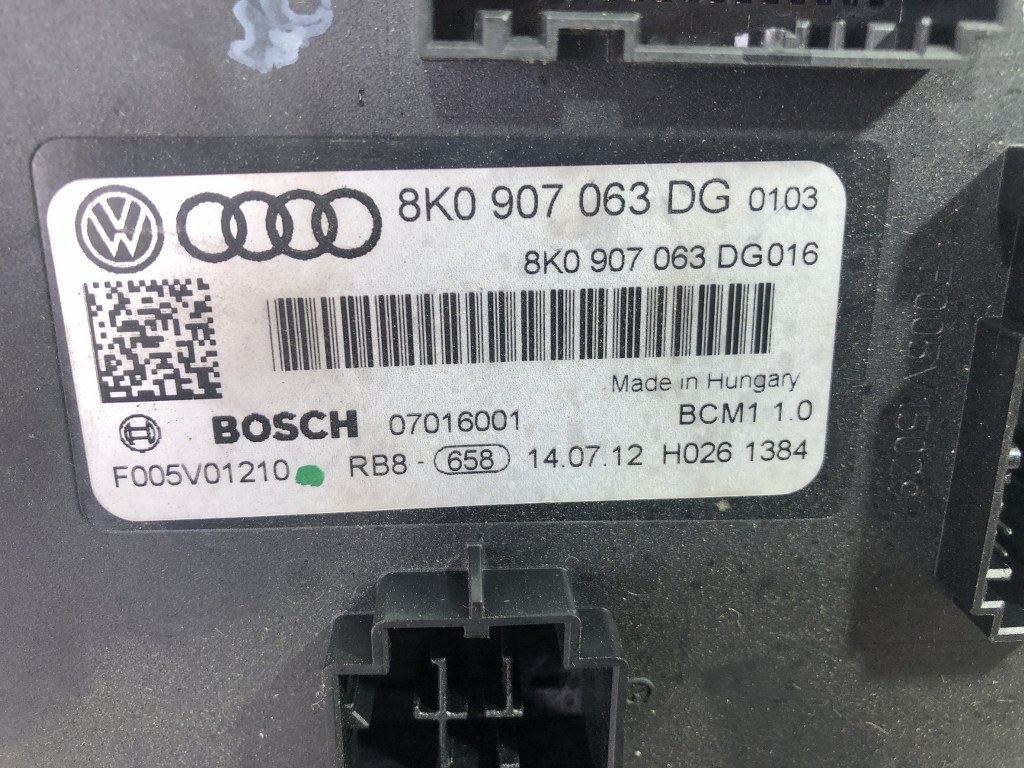 8K0 907 063 DG 0103
8K0 907 063 DG016
Made in Hungary
BOSCH 07016001 BCM1 1.0
F005V01210 RB8 - 658 14.07.12 H026 1384